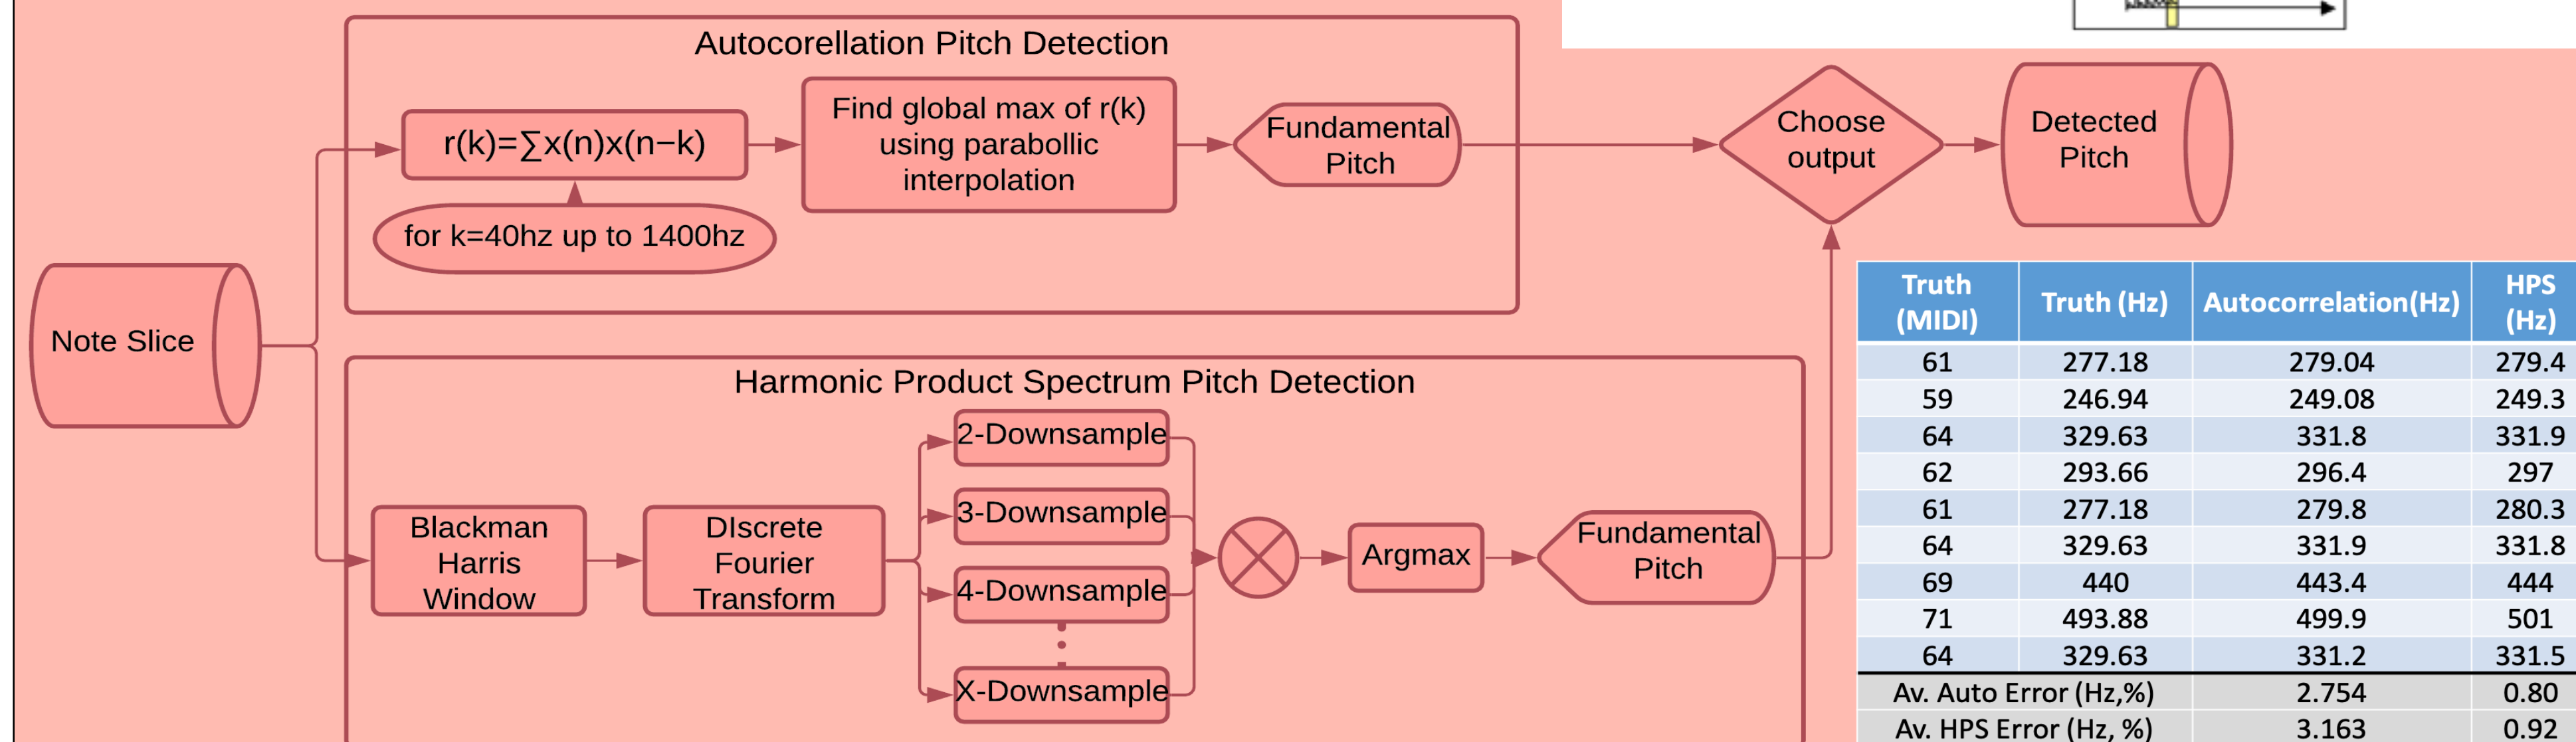 Autocorellation Pitch Detection
r(k)=∑x(n)x(n−k)
for k=40hz up to 1400hz
Find global max of r(k)
using parabollic
interpolation
Fundamental
Pitch
Choose
output
Detected
Pitch
Note Slice
Harmonic Product Spectrum Pitch Detection
Blackman
Harris
Window
DIscrete
Fourier
Transform
2-Downsample
3-Downsample
4-Downsample
X-Downsample
Argmax
Fundamental
Pitch
Truth (MIDI) Truth (Hz) Autocorrelation(Hz) HPS (Hz)
61 277.18 279.04 279.4
59 246.94 249.08 249.3
64 329.63 331.8 331.9
62 293.66 296.4 297
61 277.18 279.8 280.3
64 329.63 331.9 331.8
69 440 443.4 444
71 493.88 499.9 501
64 329.63 331.2 331.5
Av. Auto Error (Hz,%) 2.754 0.80
Av. HPS Error (Hz, %) 3.163 0.92